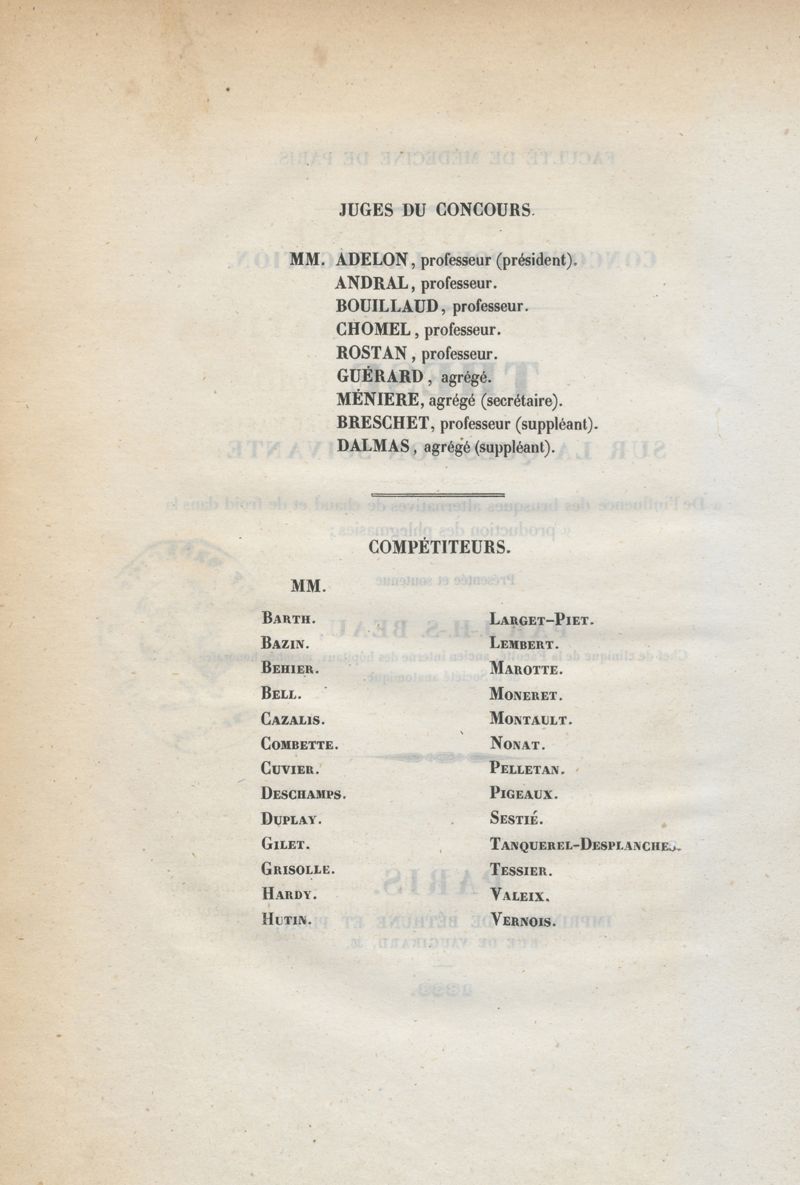 JUGES DU CONCOURS.
MM. ADELON, professeur (président).
ANDRAL, professeur.
BOUILLAUD, professeur.
CHOMEL, professeur.
ROSTAN, professeur.
GUÉRARD, agrégé.
MÉNIERE, agrégé (secrétaire).
BRESCHET, professeur (suppléant).
DALMAS, agrégé (suppléant).
COMPÉTITEURS.
MM.
BARTH.
BAZIN.
BEHIER.
BELL.
CAZALIS.
COMBETTE.
CUVIER.
DESCHAMPS.
DUPLAY.
GILET.
GRISOLLE.
HARDY.
HUTIN.
LARGET-PIET.
LEMBERT.
MAROTTE.
MONERET.
MONTAULT.
NONAT.
PELLETAN.
PIGEAUX.
SESTIÉ.
TANQUEREL-DESPLANCHES.
TESSIER.
VALEIX.
VERNOIS.